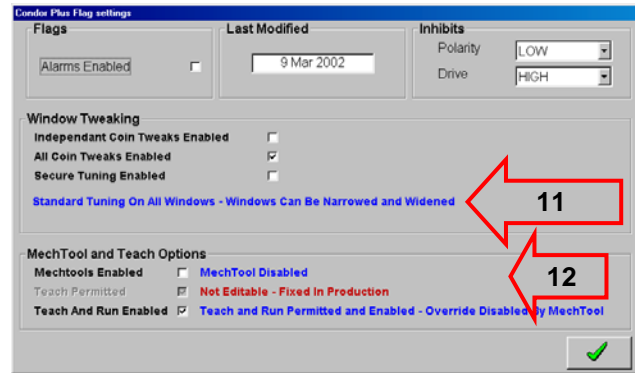 Condor Plus Flag settings
Flags
Last Modified
Inhibits
Alarms Enabled
9 Mar 2002
Polarity
LOW
Drive
HIGH
Window Tweaking
Independant Coin Tweaks Enabled
All Coin Tweaks Enabled
Secure Tuning Enabled
Standard Tuning On All Windows - Windows Can Be Narrowed and Widened
11
MechTool and Teach Options
Mechtools Enabled
MechTool Disabled
12
Teach Permitted
Not Editable - Fixed In Production
Teach And Run Enabled
Teach and Run Permitted and Enabled - Override Disabled By MechTool